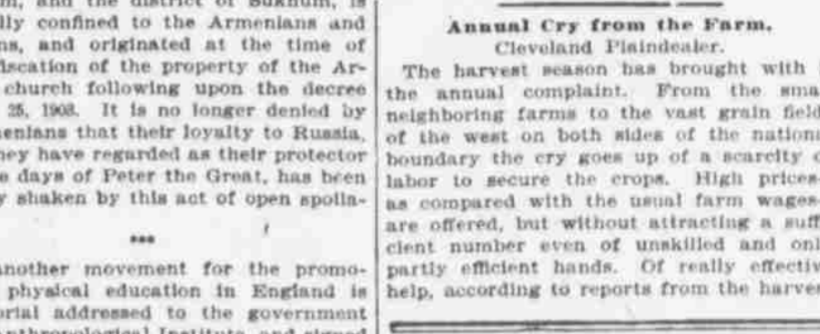 and the district of Sukhum, is
lly confined to the Armenians and
ns, and originated at the time of
fiscation of the property of the Ar-
church following upon the decree
25, 1903. It is no longer denied by
enians that their loyalty to Russia,
hey have regarded as their protector
e days of Peter the Great, has been
y shaken by this act of open spolia-
***
another movement for the promo-
physical education in England is
orial addressed to the government
nthropological Institute, and signed
Annual Cry from the Farm.
Cleveland Plaindealer.
The harvest season has brought with
the annual complaint. From the sma
neighboring farms to the vast grain field
of the west on both sides of the nationa
boundary the cry goes up of a scarcity o
labor to secure the crops. High prices-
as compared with the usual farm wages-
are offered, but without attracting a suff
cient number even of unskilled and onl
partly efficient hands. Of really effectiv
help, according to reports from the harves